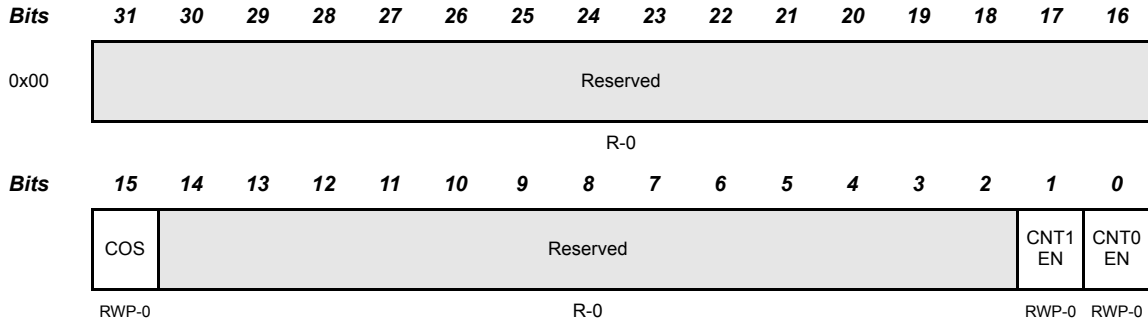 Bits 31 30 29 28 27 26 25 24 23 22 21 20 19 18 17 16
0x00 Reserved
R-0
Bits 15 14 13 12 11 10 9 8 7 6 5 4 3 2 1 0
COS Reserved CNT1 EN CNT0 EN
RWP-0 R-0 RWP-0 RWP-0